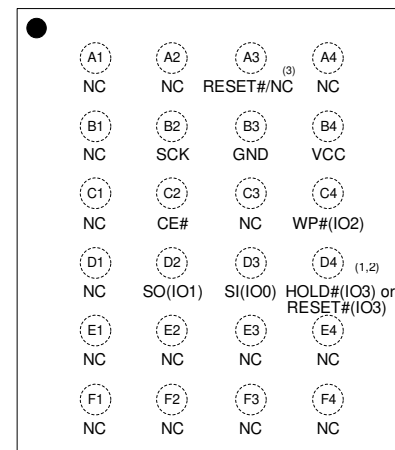 A1 A2 A3 A4
(3)
NC NC RESET#/NC NC
B1 B2 B3 B4
NC SCK GND VCC
C1 C2 C3 C4
NC CE# NC WP#(IO2)
D1 D2 D3 D4 (1,2)
NC SO(IO1) SI(IO0) HOLD#(IO3) or
RESET#(IO3)
E1 E2 E3 E4
NC NC NC NC
F1 F2 F3 F4
NC NC NC NC